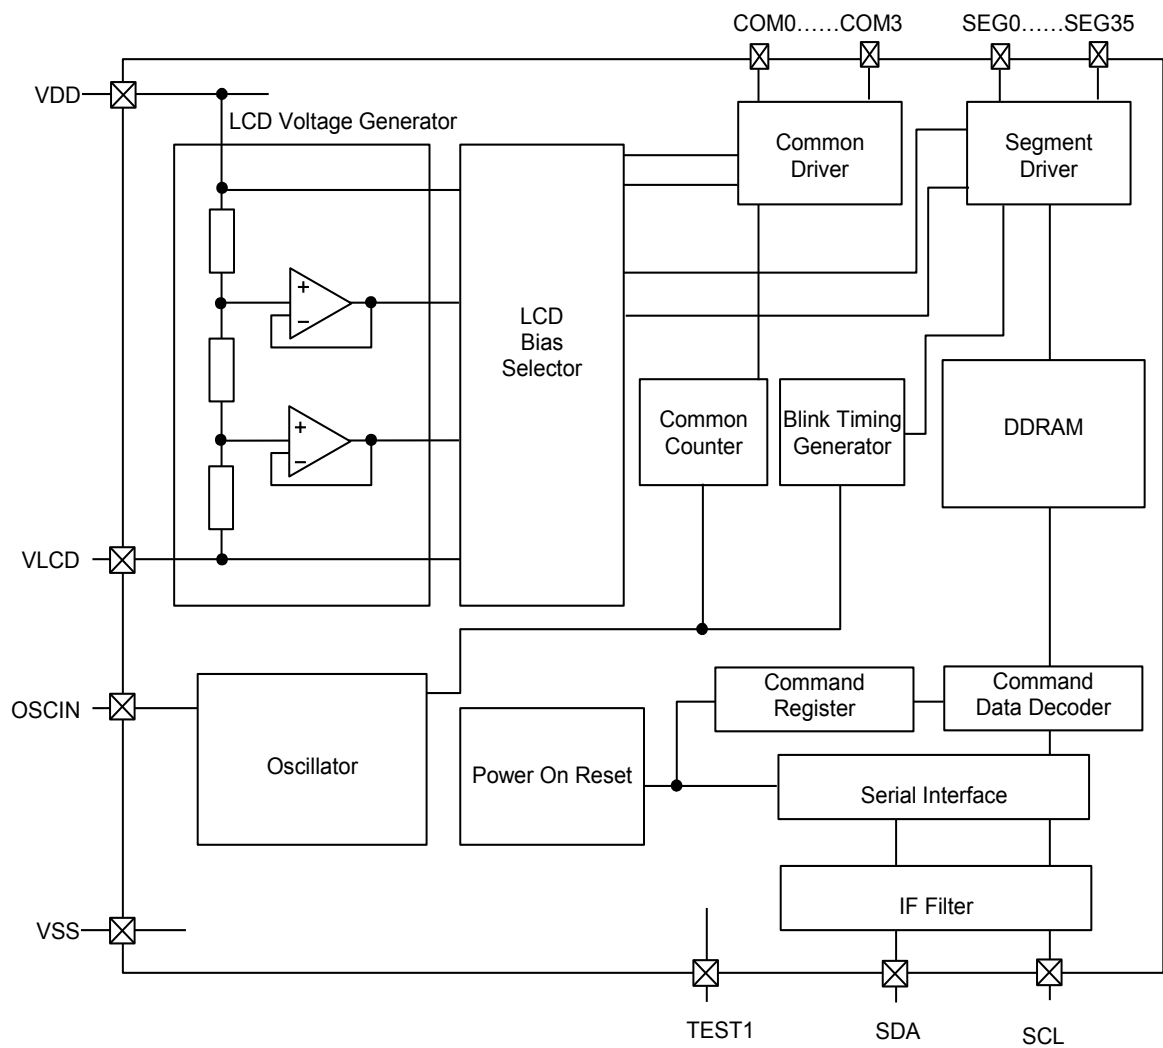 COM0......COM3 SEG0......SEG35
VDD
LCD Voltage Generator
Common
Driver
Segment
Driver
+
−
LCD
Bias
Selector
+
−
Common
Counter
Blink Timing
Generator
DDRAM
VLCD
Command
Register
Command
Data Decoder
OSCIN
Oscillator
Power On Reset
Serial Interface
IF Filter
VSS
TEST1
SDA
SCL